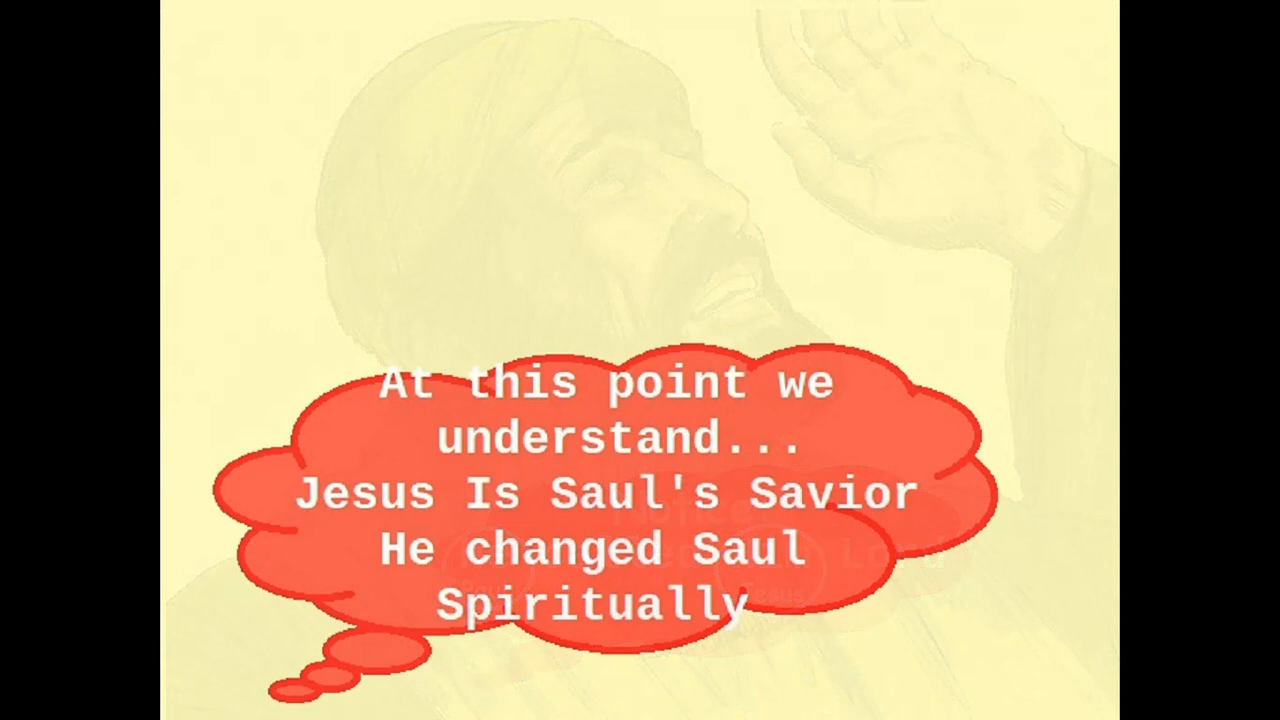 At this point we
understand...
Jesus Is Saul's Savior
He changed Saul
Spiritually